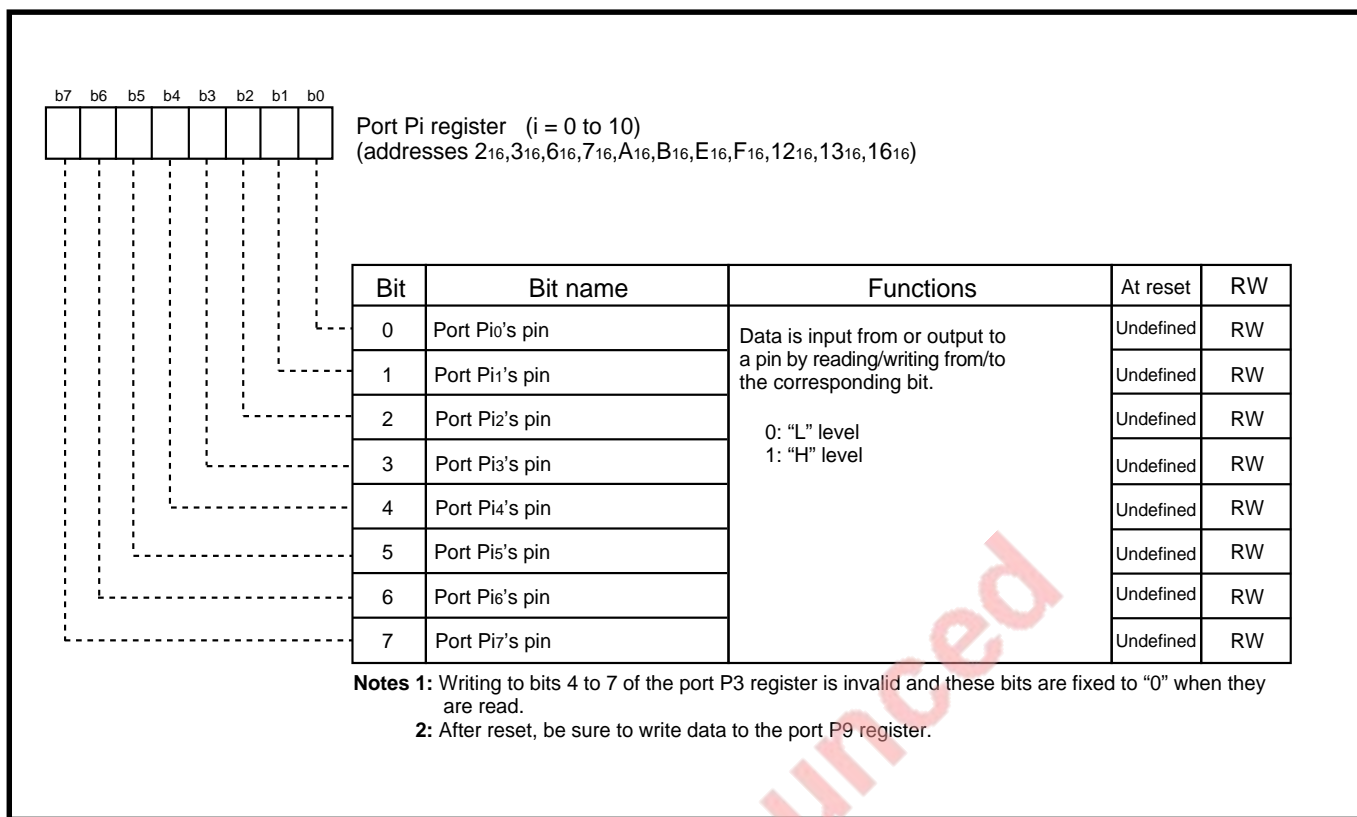 b7 b6 b5 b4 b3 b2 b1 b0
Port Pi register (i = 0 to 10)
(addresses 216,316,616,716,A16,B16,E16,F16,1216,1316,1616)
Bit Bit name Functions At reset RW
0 Port Pi0's pin Undefined RW
Data is input from or output to
a pin by reading/writing from/to
the corresponding bit.
1 Port Pi1's pin Undefined RW
2 Port Pi2's pin Undefined RW
0: “L” level
1: “H” level
3 Port Pi3's pin Undefined RW
4 Port Pi4's pin Undefined RW
5 Port Pi5's pin Undefined RW
6 Port Pi6's pin Undefined RW
7 Port Pi7's pin Undefined RW
Notes 1: Writing to bits 4 to 7 of the port P3 register is invalid and these bits are fixed to “0” when they
are read.
2: After reset, be sure to write data to the port P9 register.
unced